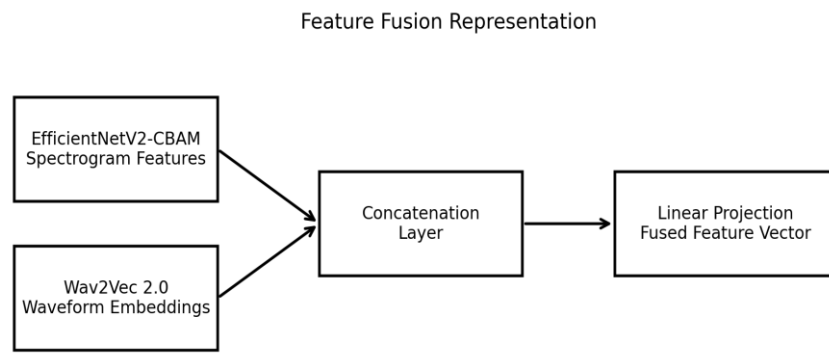 Feature Fusion Representation
EfficientNetV2-CBAM
Spectrogram Features
Wav2Vec 2.0
Waveform Embeddings
Concatenation
Layer
Linear Projection
Fused Feature Vector